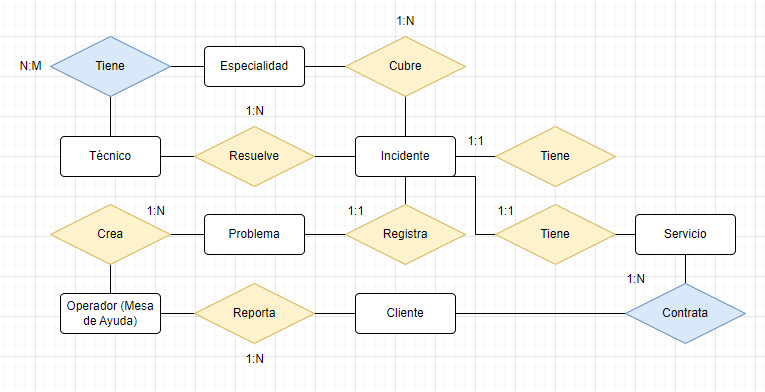 1:N
N:M
Tiene
Especialidad
Cubre
1:N
Técnico
Resuelve
Incidente
1:1
Tiene
1:N
1:1
1:1
Crea
Problema
Registra
Tiene
Servicio
1:N
Operador (Mesa
de Ayuda)
Reporta
Cliente
Contrata
1:N